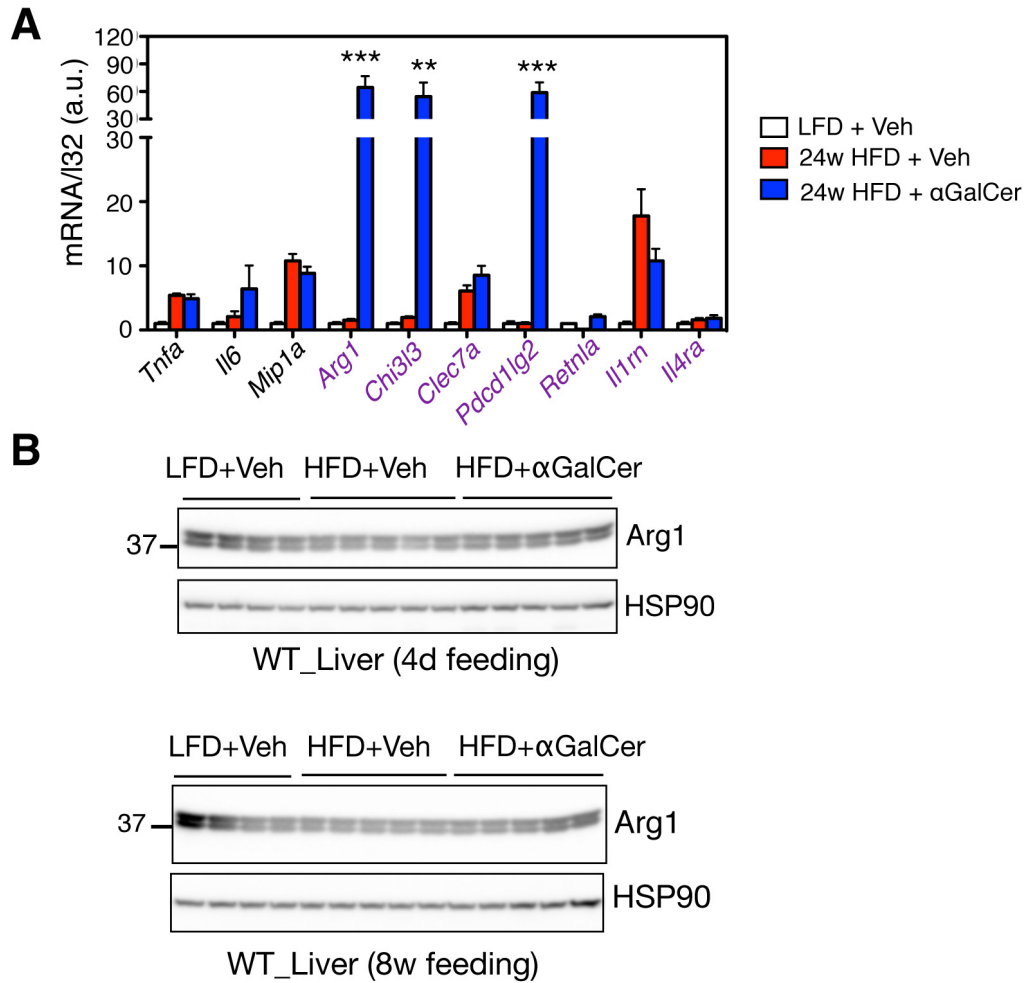 A
mRNA/l32 (a.u.)
120
90
60
30
30
20
10
0
***
**
***
Tnfa
Il6
Mip1a
Arg1
Chi3l3
Clec7a
Pdcd1lg2
Retnla
Il1rn
Il4ra
LFD + Veh
24w HFD + Veh
24w HFD + αGalCer
B
LFD+Veh HFD+Veh HFD+αGalCer
37
Arg1
HSP90
WT_Liver (4d feeding)
LFD+Veh HFD+Veh HFD+αGalCer
37
Arg1
HSP90
WT_Liver (8w feeding)